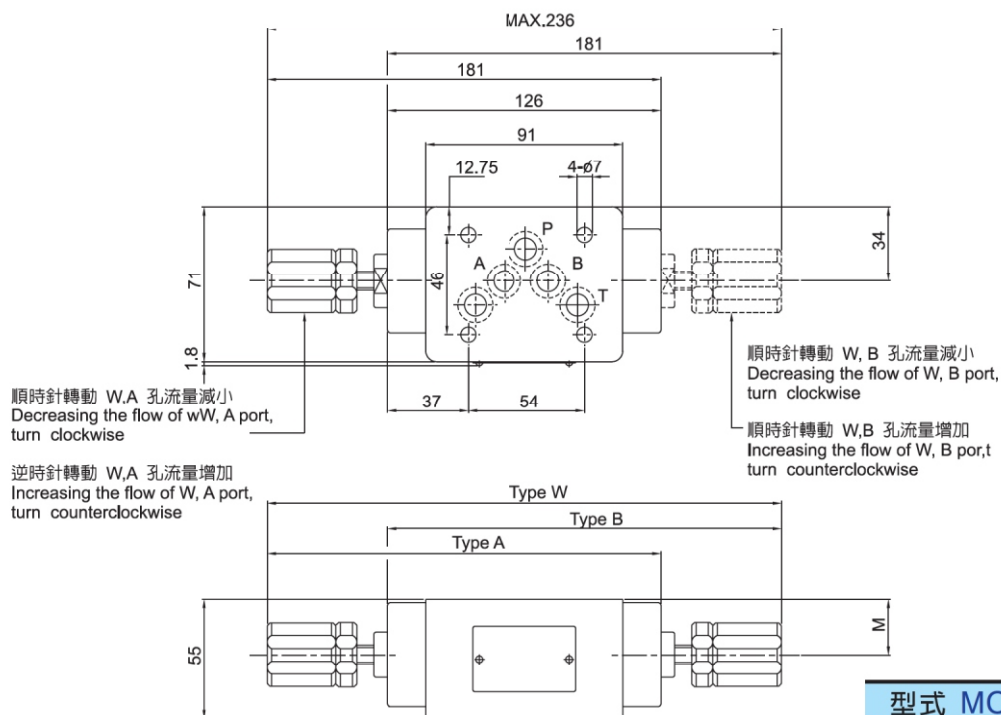 MAX.236
181
181
126
91
12.75
4-ø7
P
A
B
T
46
71
34
1.8
37
54
順時針轉動 W.A 孔流量減小
Decreasing the flow of wW, A port,
turn clockwise
逆時針轉動 W,A 孔流量增加
Increasing the flow of W, A port,
turn counterclockwise
順時針轉動 W, B 孔流量減小
Decreasing the flow of W, B port,
turn clockwise
順時針轉動 W,B 孔流量增加
Increasing the flow of W, B por,t
turn counterclockwise
Type W
Type B
Type A
55
M
型式 MC